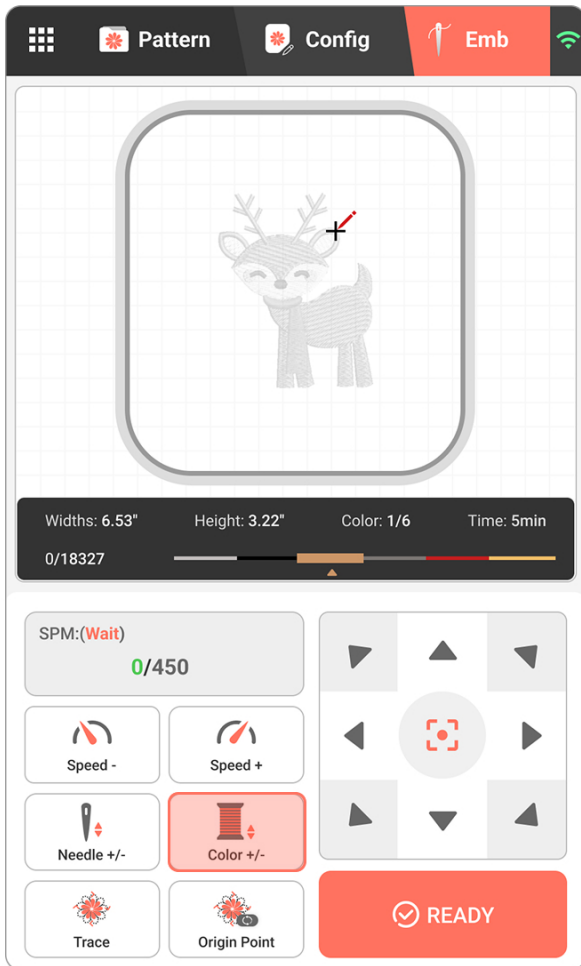 Pattern Config Emb
Widths: 6.53" Height: 3.22" Color: 1/6 Time: 5min
0/18327
SPM:(Wait)
0/450
Speed - Speed +
Needle +/- Color +/-
Trace Origin Point
READY